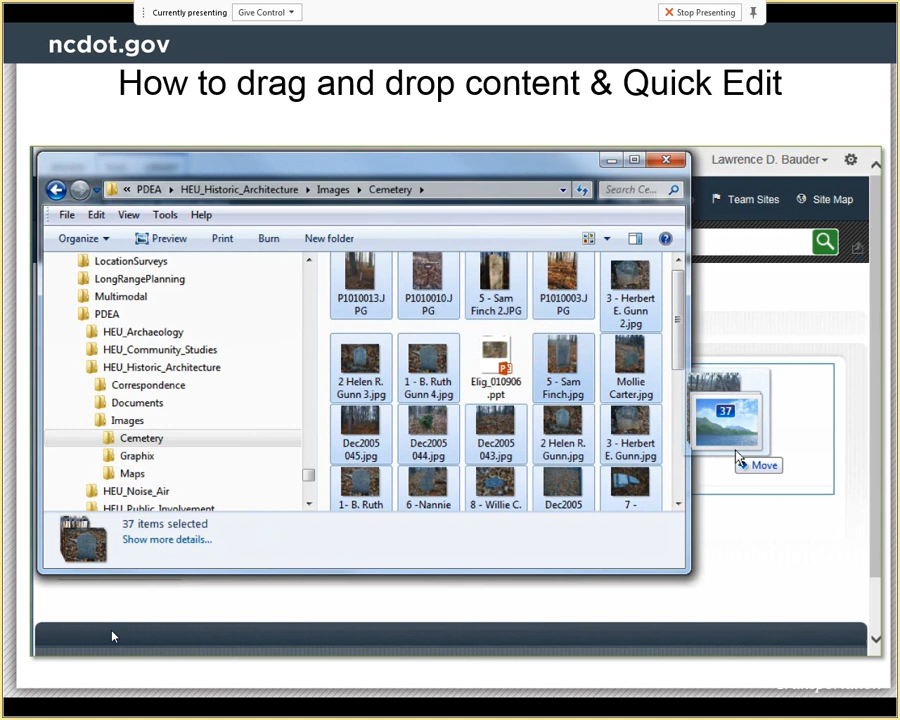 Currently presenting
Give Control
Stop Presenting
ncdot.gov
How to drag and drop content & Quick Edit
Lawrence D. Bauder
« PDEA HEU_Historic_Architecture Images Cemetery
Search Ce...
Team Sites
Site Map
File Edit View Tools Help
Organize Preview Print Burn New folder
LocationSurveys
LongRangePlanning
Multimodal
PDEA
HEU_Archaeology
HEU_Community_Studies
HEU_Historic_Architecture
Correspondence
Documents
Images
Cemetery
Graphix
Maps
HEU_Noise_Air
HEU_Public_Involvement
P1010013.J
PG
P1010010.J
PG
5 - Sam
Finch 2.JPG
P1010003.J
PG
3 - Herbert
E. Gunn
2.jpg
2 Helen R.
Gunn 3.jpg
1 - B. Ruth
Gunn 4.jpg
Elig_010906
.ppt
5 - Sam
Finch.jpg
Mollie
Carter.jpg
Dec2005
045.jpg
Dec2005
044.jpg
Dec2005
043.jpg
2 Helen R.
Gunn.jpg
3 - Herbert
E. Gunn.jpg
1- B. Ruth
6 -Nannie
8 - Willie C.
Dec2005
7 -
37
Move
37 items selected
Show more details...